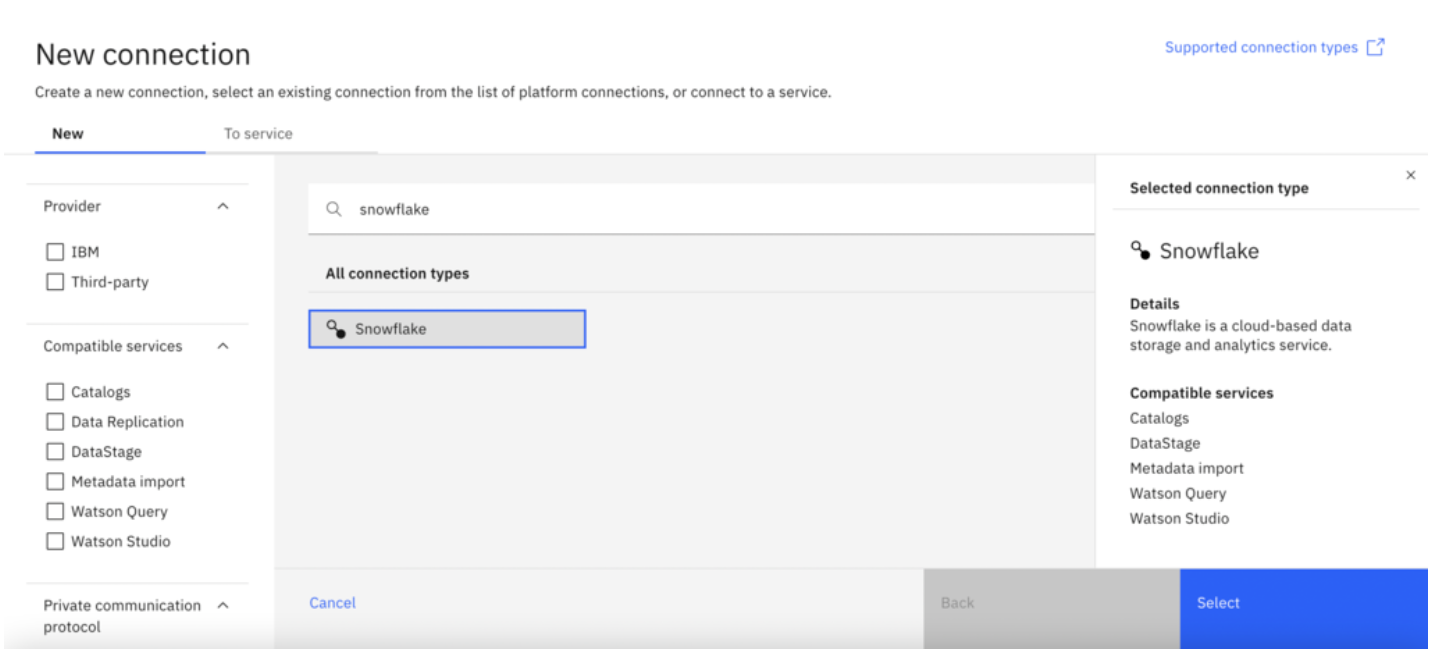 New connection
Supported connection types
Create a new connection, select an existing connection from the list of platform connections, or connect to a service.
New
To service
Provider
IBM
Third-party
Compatible services
Catalogs
Data Replication
DataStage
Metadata import
Watson Query
Watson Studio
Private communication
protocol
snowflake
All connection types
Snowflake
Selected connection type
Snowflake
Details
Snowflake is a cloud-based data
storage and analytics service.
Compatible services
Catalogs
DataStage
Metadata import
Watson Query
Watson Studio
Cancel
Back
Select